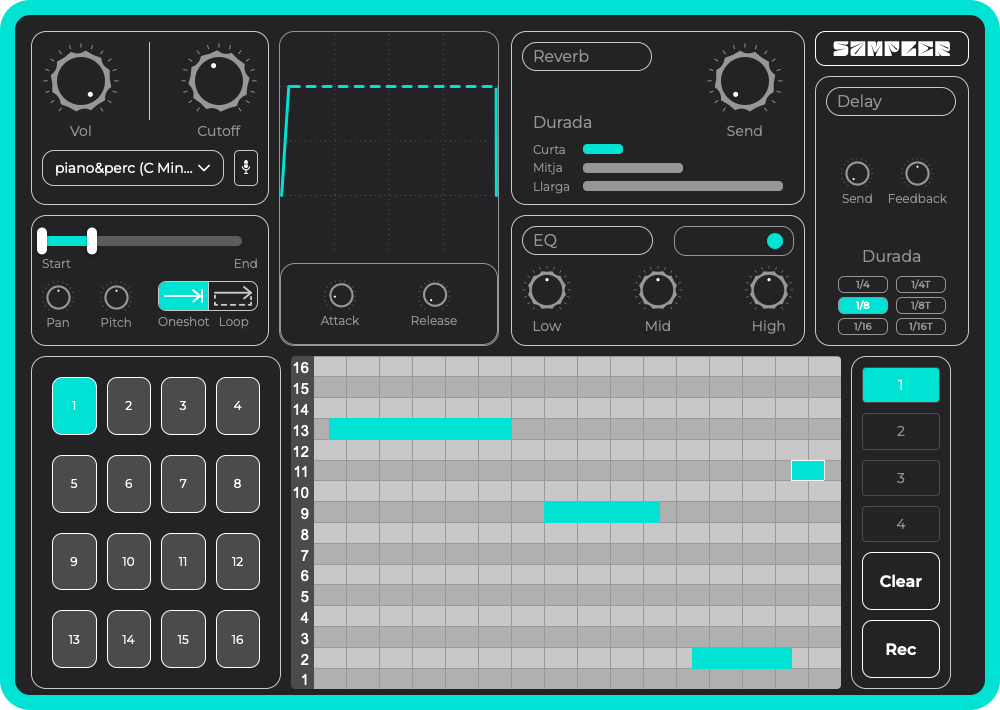 Vol
Cutoff
piano&perc (C Min...
Start
End
Pan
Pitch
Oneshot
Loop
Attack
Release
Reverb
Durada
Curta
Mitja
Llarga
Send
EQ
Low
Mid
High
SAMPLER
Delay
Send
Feedback
Durada
1/4
1/4T
1/8
1/8T
1/16
1/16T
1
2
3
4
5
6
7
8
9
10
11
12
13
14
15
16
16
15
14
13
12
11
10
9
8
7
6
5
4
3
2
1
1
2
3
4
Clear
Rec